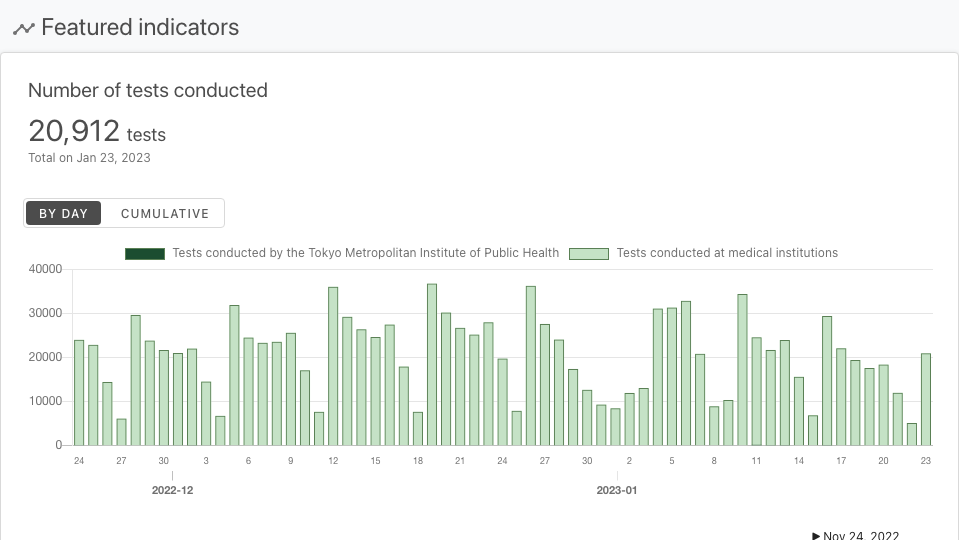 Featured indicators
Number of tests conducted
20,912 tests
Total on Jan 23, 2023
BY DAY CUMULATIVE
Tests conducted by the Tokyo Metropolitan Institute of Public Health Tests conducted at medical institutions
40000
30000
20000
10000
0
24 27 30 3 6 9 12 15 18 21 24 27 30 2 5 8 11 14 17 20 23
2022-12 2023-01
▶ Nov 24, 2022